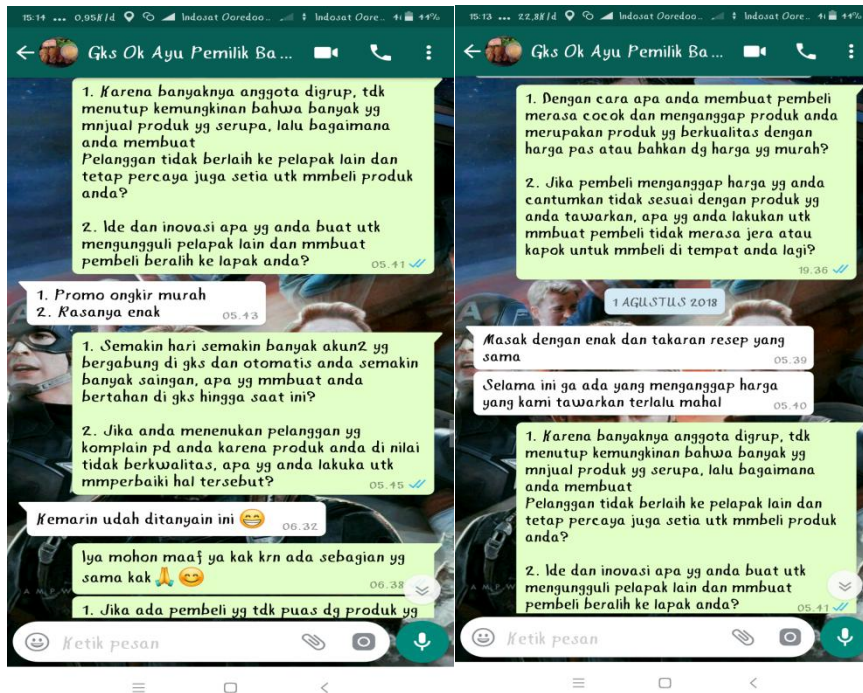 15:14 ... 0,95K/d Indosat Ooredoo.. Indosat Oore.. 4G 44%
Gks Ok Ayu Pemilik Ba...
1. Karena banyaknya anggota digrup, tdk
menutup kemungkinan bahwa banyak yg
mnjual produk yg serupa, lalu bagaimana
anda membuat
Pelanggan tidak berlaih ke pelapak lain dan
tetap percaya juga setia utk mmbeli produk
anda?
2. Ide dan inovasi apa yg anda buat utk
mengungguli pelapak lain dan mmbuat
pembeli beralih ke lapak anda?
05.41
1. Promo ongkir murah
2. Rasanya enak
05.43
1. Semakin hari semakin banyak akun2 yg
bergabung di gks dan otomatis anda semakin
banyak saingan, apa yg mmbuat anda
bertahan di gks hingga saat ini?
2. Jika anda menenukan pelanggan yg
komplain pd anda karena produk anda di nilai
tidak berkwalitas, apa yg anda lakuka utk
mmperbaiki hal tersebut?
05.45
Kemarin udah ditanyain ini 😁
06.32
Iya mohon maaf ya kak krn ada sebagian yg
sama kak 🙏😊
06.38
1. Jika ada pembeli yg tdk puas dg produk yg
Ketik pesan
15:13 ... 22,8K/d Indosat Ooredoo.. Indosat Oore.. 4G 44%
Gks Ok Ayu Pemilik Ba...
1. Dengan cara apa anda membuat pembeli
merasa cocok dan menganggap produk anda
merupakan produk yg berkualitas dengan
harga pas atau bahkan dg harga yg murah?
2. Jika pembeli menganggap harga yg anda
cantumkan tidak sesuai dengan produk yg
anda tawarkan, apa yg anda lakukan utk
mmbuat pembeli tidak merasa jera atau
kapok untuk mmbeli di tempat anda lagi?
19.36
1 AGUSTUS 2018
Masak dengan enak dan takaran resep yang
sama
05.39
Selama ini ga ada yang menganggap harga
yang kami tawarkan terlalu mahal
05.40
1. Karena banyaknya anggota digrup, tdk
menutup kemungkinan bahwa banyak yg
mnjual produk yg serupa, lalu bagaimana
anda membuat
Pelanggan tidak berlaih ke pelapak lain dan
tetap percaya juga setia utk mmbeli produk
anda?
2. Ide dan inovasi apa yg anda buat utk
mengungguli pelapak lain dan mmbuat
pembeli beralih ke lapak anda?
05.41
Ketik pesan